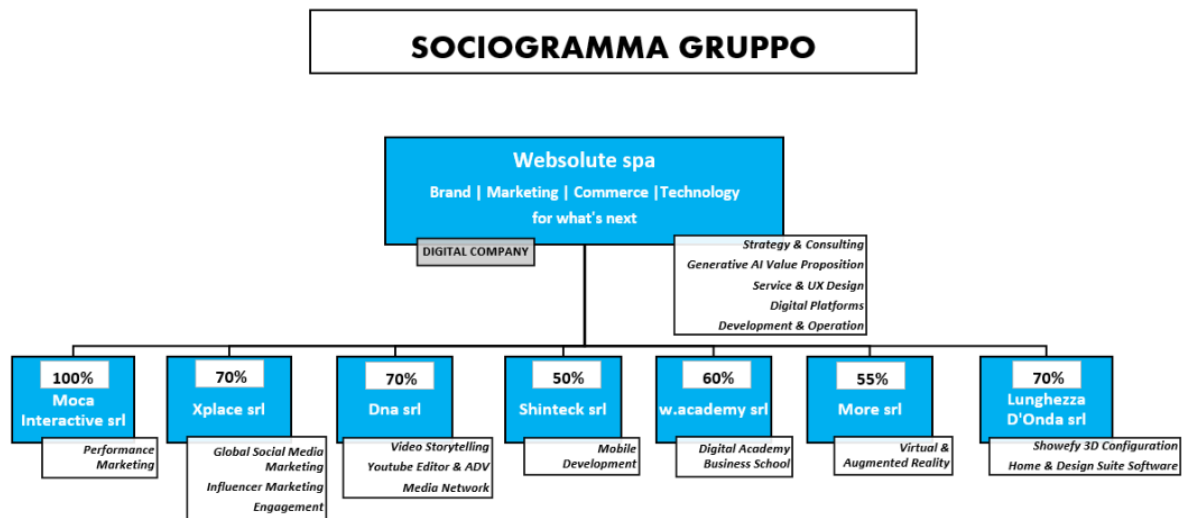 SOCIOGRAMMA GRUPPO
Websolute spa
Brand | Marketing | Commerce |Technology
for what's next
DIGITAL COMPANY
Strategy & Consulting
Generative AI Value Proposition
Service & UX Design
Digital Platforms
Development & Operation
100%
Moca
Interactive srl
Performance
Marketing
70%
Xplace srl
Global Social Media
Marketing
Influencer Marketing
Engagement
70%
Dna srl
Video Storytelling
Youtube Editor & ADV
Media Network
50%
Shinteck srl
Mobile
Development
60%
w.academy srl
Digital Academy
Business School
55%
More srl
Virtual &
Augmented Reality
70%
Lunghezza
D'Onda srl
Showefy 3D Configuration
Home & Design Suite Software